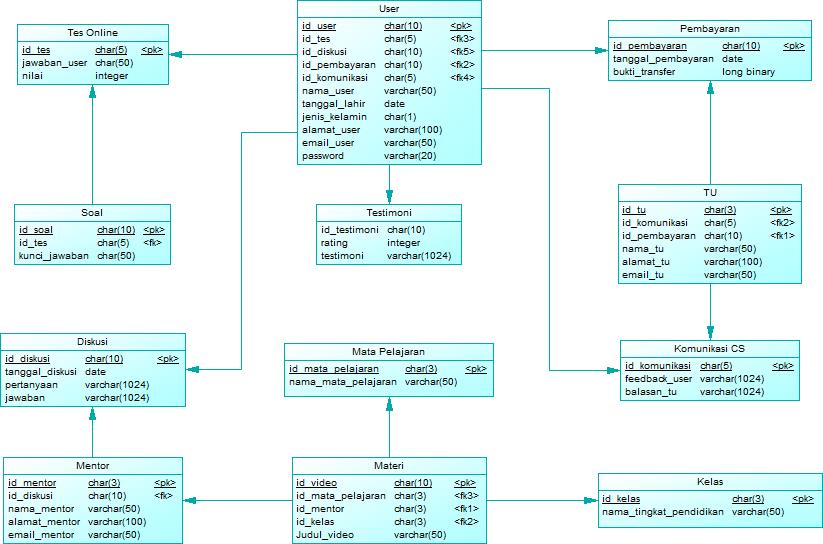 User
id_user char(10) <pk>
id_tes char(5) <fk3>
id_diskusi char(10) <fk5>
id_pembayaran char(10) <fk2>
id_komunikasi char(5) <fk4>
nama_user varchar(50)
tanggal_lahir date
jenis_kelamin char(1)
alamat_user varchar(100)
email_user varchar(50)
password varchar(20)
Tes Online
id_tes char(5) <pk>
jawaban_user char(50)
nilai integer
Pembayaran
id_pembayaran char(10) <pk>
tanggal_pembayaran date
bukti_transfer long binary
Soal
id_soal char(10) <pk>
id_tes char(5) <fk>
kunci_jawaban char(50)
Testimoni
id_testimoni char(10)
rating integer
testimoni varchar(1024)
TU
id_tu char(3) <pk>
id_komunikasi char(5) <fk2>
id_pembayaran char(10) <fk1>
nama_tu varchar(50)
alamat_tu varchar(100)
email_tu varchar(50)
Diskusi
id_diskusi char(10) <pk>
tanggal_diskusi date
pertanyaan varchar(1024)
jawaban varchar(1024)
Mata Pelajaran
id_mata_pelajaran char(3) <pk>
nama_mata_pelajaran varchar(50)
Komunikasi CS
id_komunikasi char(5) <pk>
feedback_user varchar(1024)
balasan_tu varchar(1024)
Mentor
id_mentor char(3) <pk>
id_diskusi char(10) <fk>
nama_mentor varchar(50)
alamat_mentor varchar(100)
email_mentor varchar(50)
Materi
id_video char(10) <pk>
id_mata_pelajaran char(3) <fk3>
id_mentor char(3) <fk1>
id_kelas char(3) <fk2>
Judul_video varchar(50)
Kelas
id_kelas char(3) <pk>
nama_tingkat_pendidikan varchar(50)